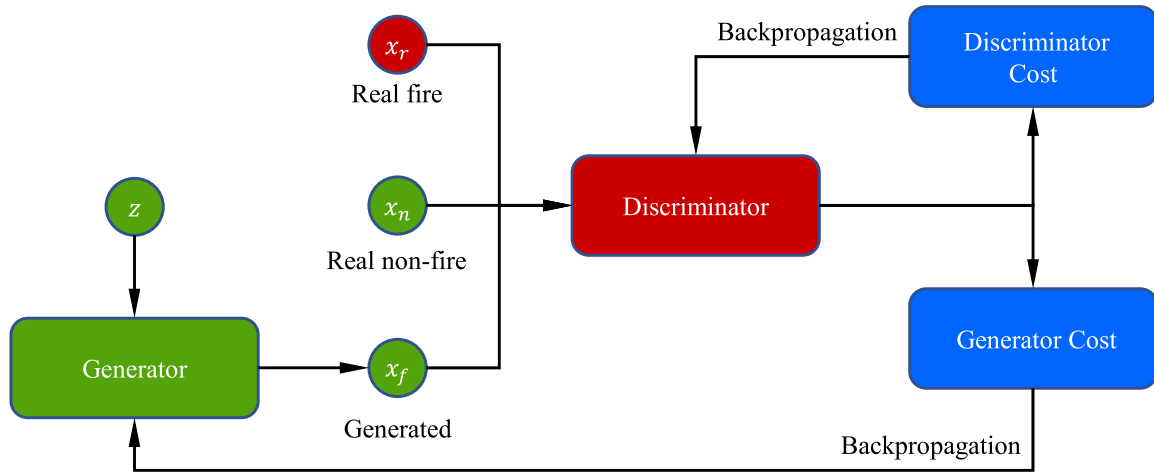 x_r
Real fire
Backpropagation
Discriminator
Cost
z
x_n
Real non-fire
Discriminator
Generator
x_f
Generated
Generator Cost
Backpropagation